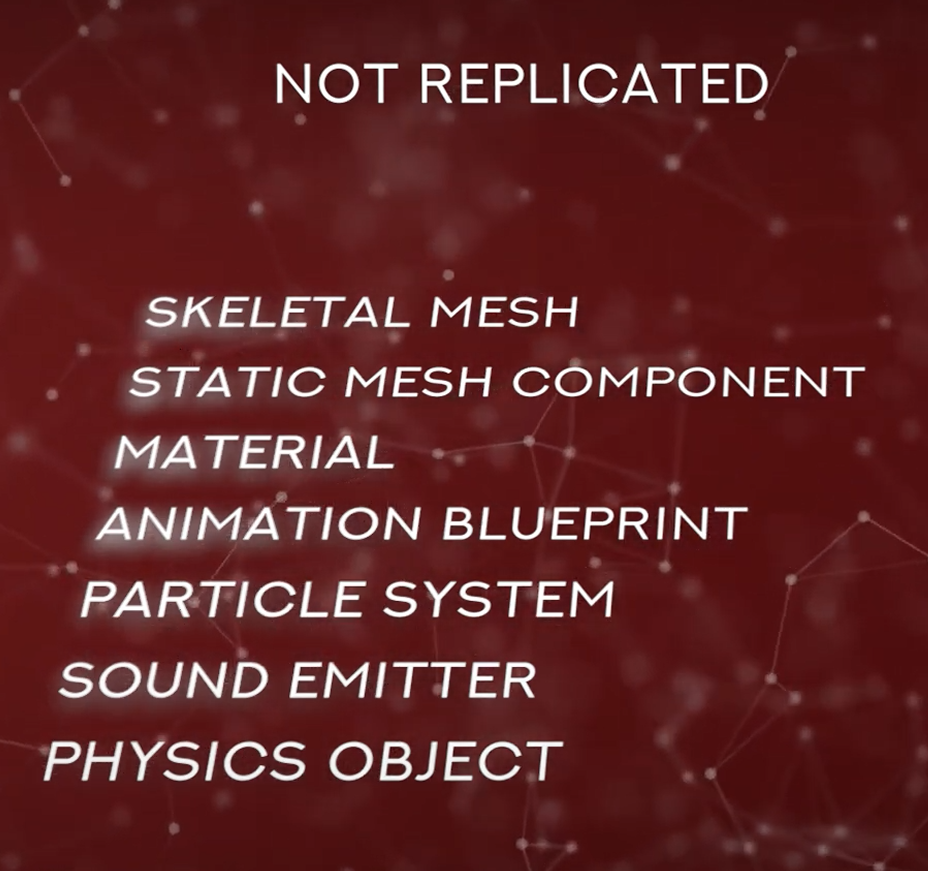 NOT REPLICATED
SKELETAL MESH
STATIC MESH COMPONENT
MATERIAL
ANIMATION BLUEPRINT
PARTICLE SYSTEM
SOUND EMITTER
PHYSICS OBJECT